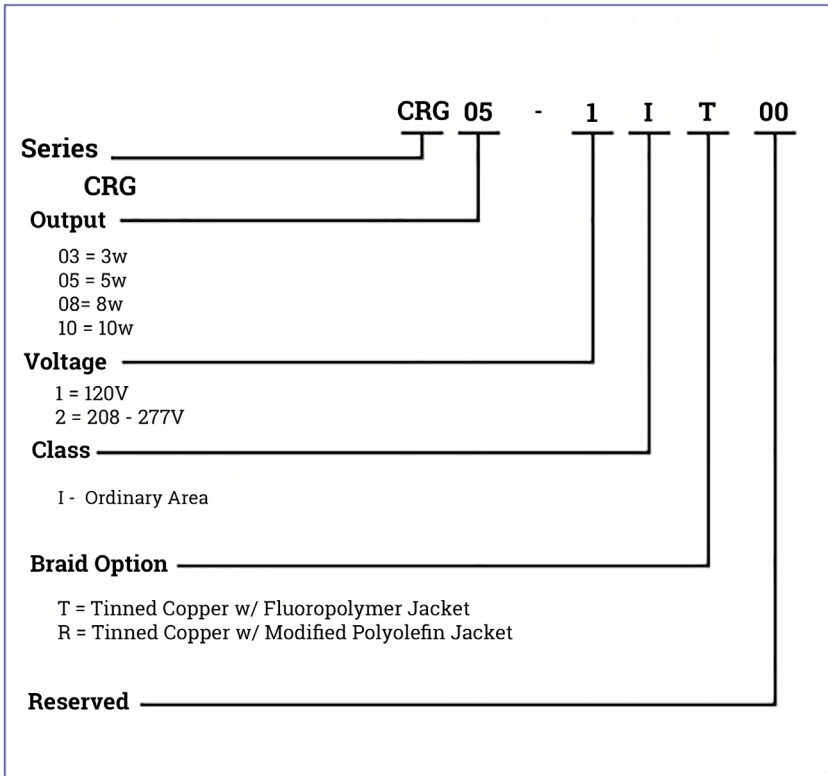 CRG 05 - 1 I T 00
Series
CRG
Output
03 = 3w
05 = 5w
08= 8w
10 = 10w
Voltage
1 = 120V
2 = 208 - 277V
Class
I - Ordinary Area
Braid Option
T = Tinned Copper w/ Fluoropolymer Jacket
R = Tinned Copper w/ Modified Polyolefin Jacket
Reserved